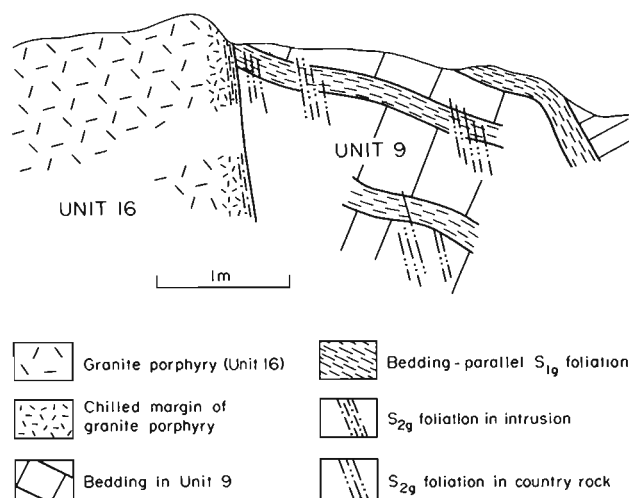 UNIT 9
UNIT 16
1m
Granite porphyry (Unit 16)
Chilled margin of
granite porphyry
Bedding in Unit 9
Bedding-parallel S1g foliation
S2g foliation in intrusion
S2g foliation in country rock